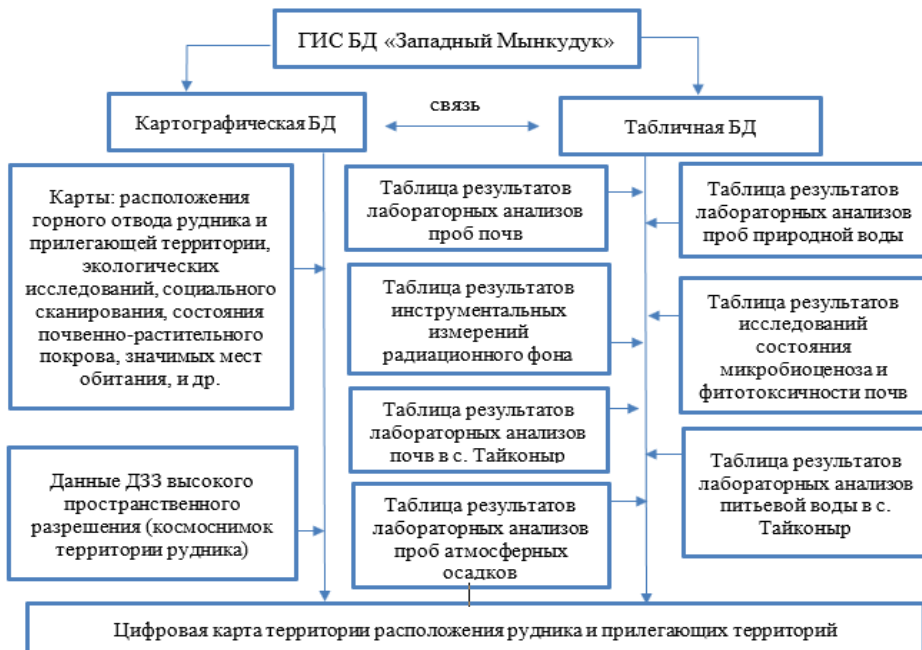 ГИС БД «Западный Мынкудук»
Картографическая БД
связь
Табличная БД
Карты: расположения
горного отвода рудника и
прилегающей территории,
экологических
исследований, социального
сканирования, состояния
почвенно-растительного
покрова, значимых мест
обитания, и др.
Данные ДЗЗ высокого
пространственного
разрешения (космоснимок
территории рудника)
Таблица результатов
лабораторных анализов
проб почв
Таблица результатов
инструментальных
измерений
радиационного фона
Таблица результатов
лабораторных анализов
почв в с. Тайконыр
Таблица результатов
лабораторных анализов
проб атмосферных
осадков
Таблица результатов
лабораторных анализов
проб природной воды
Таблица результатов
исследований
состояния
микробиоценоза и
фитотоксичности почв
Таблица результатов
лабораторных анализов
питьевой воды в с.
Тайконыр
Цифровая карта территории расположения рудника и прилегающих территорий